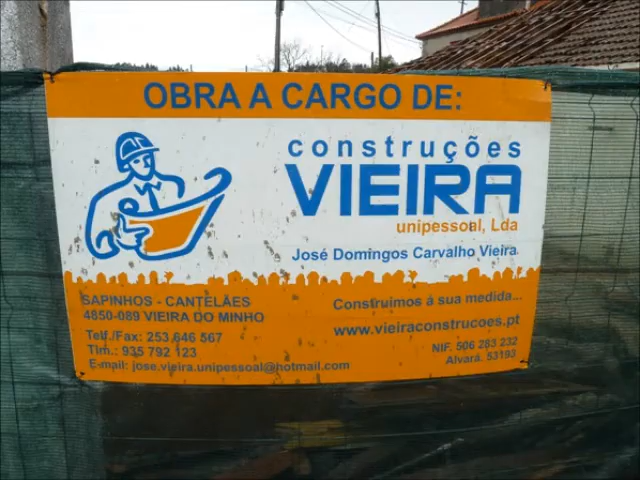 OBRA A CARGO DE:
construções
VIEIRA
unipessoal, Lda
José Domingos Carvalho Vieira
SAPINHOS - CANTELÃES
4850-089 VIEIRA DO MINHO
Telf./Fax: 253 646 567
Tlm.: 935 792 123
E-mail: jose.vieira.unipessoal@hotmail.com
Construimos á sua medida...
www.vieiraconstrucoes.pt
NIF. 506 283 232
Alvará. 53193